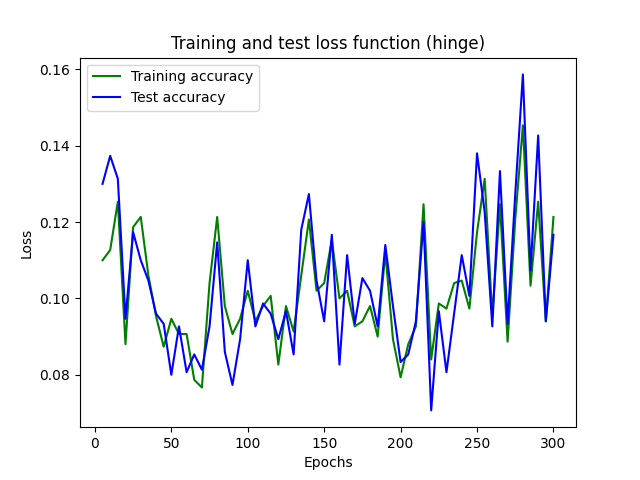 Training and test loss function (hinge)
Training accuracy
Test accuracy
0.16
0.14
0.12
0.10
0.08
Loss
0
50
100
150
200
250
300
Epochs